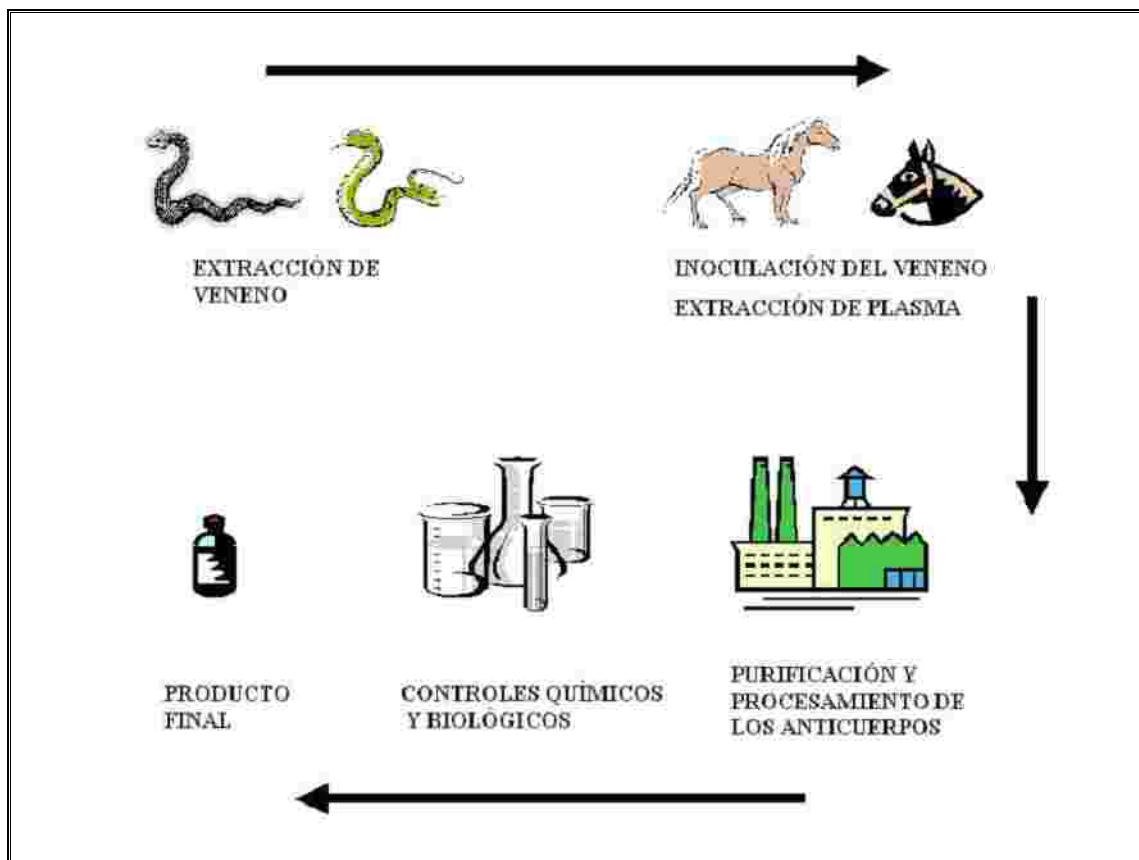 EXTRACCIÓN DE
VENENO
INOCULACIÓN DEL VENENO
EXTRACCIÓN DE PLASMA
PURIFICACIÓN Y
PROCESAMIENTO DE
LOS ANTICUERPOS
CONTROLES QUÍMICOS
Y BIOLÓGICOS
PRODUCTO
FINAL